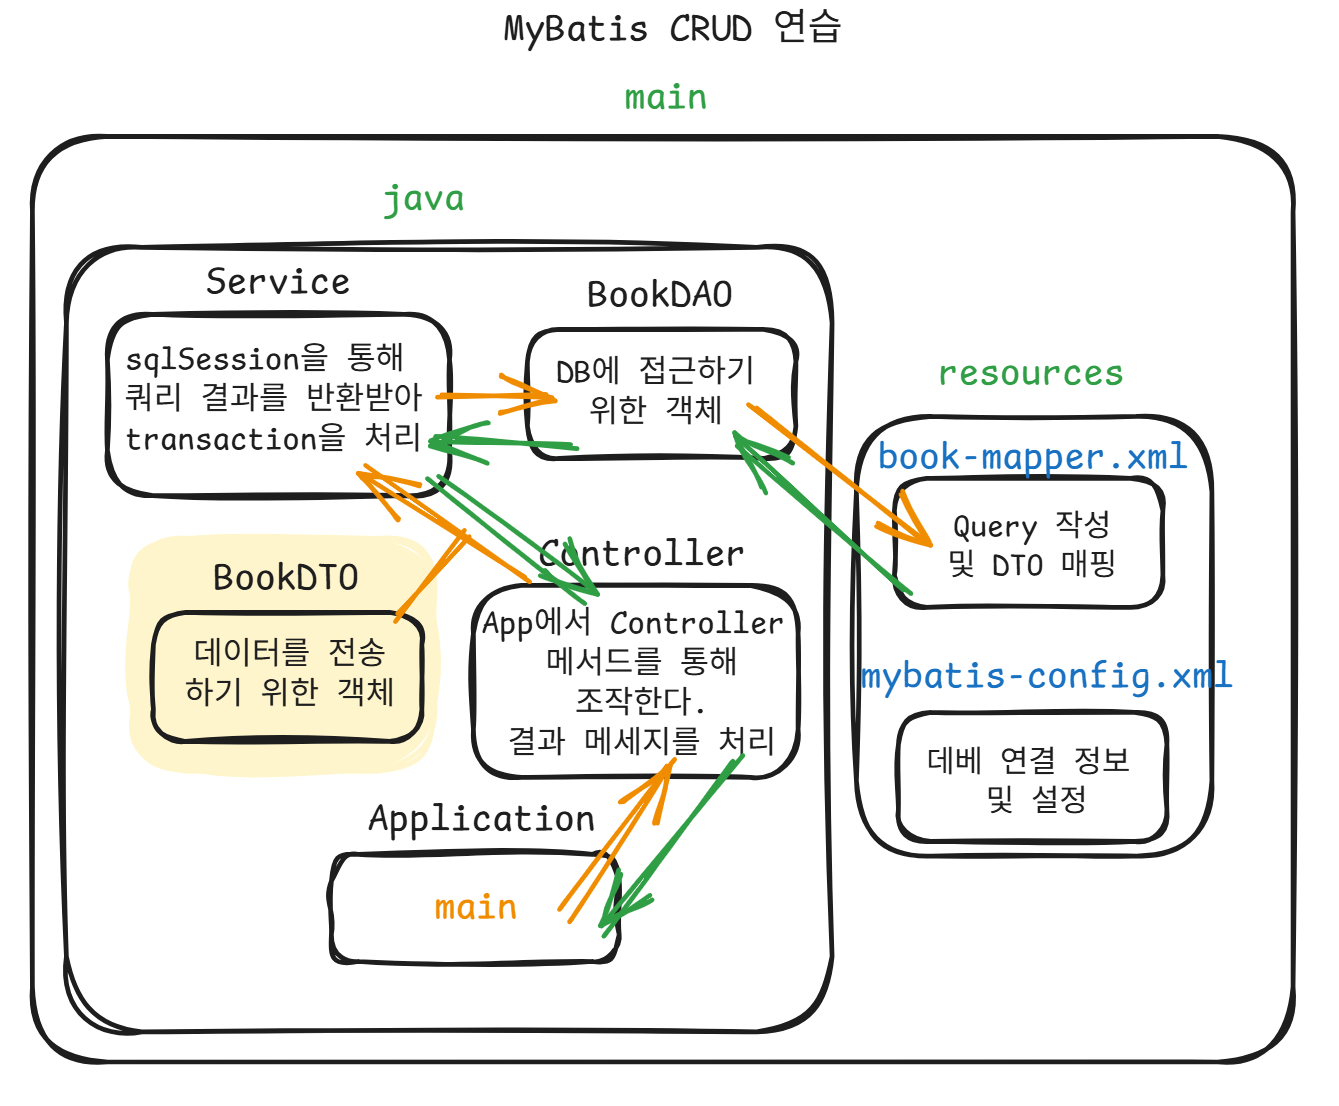 MyBatis CRUD 연습
main
java
Service
sqlSession을 통해
쿼리 결과를 반환받아
transaction을 처리
BookDAO
DB에 접근하기
위한 객체
resources
book-mapper.xml
Query 작성
및 DTO 매핑
BookDTO
데이터를 전송
하기 위한 객체
Controller
App에서 Controller
메서드를 통해
조작한다.
결과 메세지를 처리
mybatis-config.xml
데베 연결 정보
및 설정
Application
main